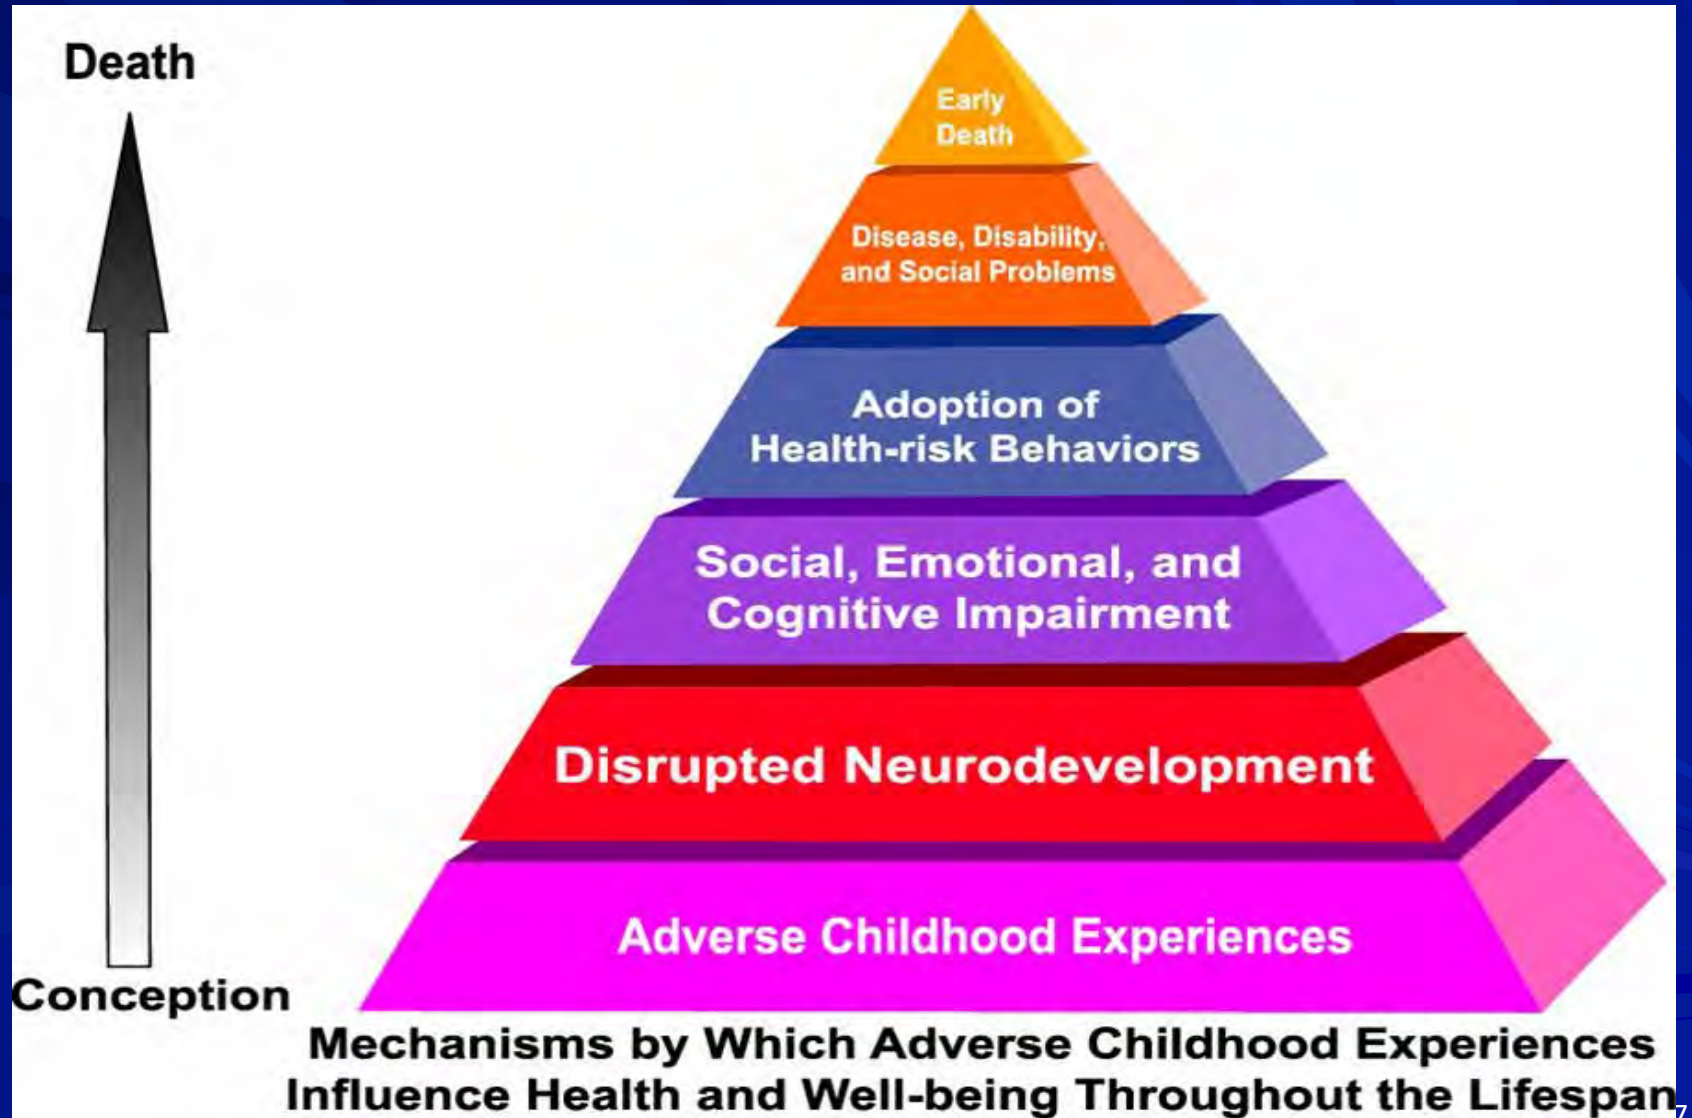 Death
Early
Death
Disease, Disability,
and Social Problems
Adoption of
Health-risk Behaviors
Social, Emotional, and
Cognitive Impairment
Disrupted Neurodevelopment
Adverse Childhood Experiences
Conception
Mechanisms by Which Adverse Childhood Experiences
Influence Health and Well-being Throughout the Lifespan
7